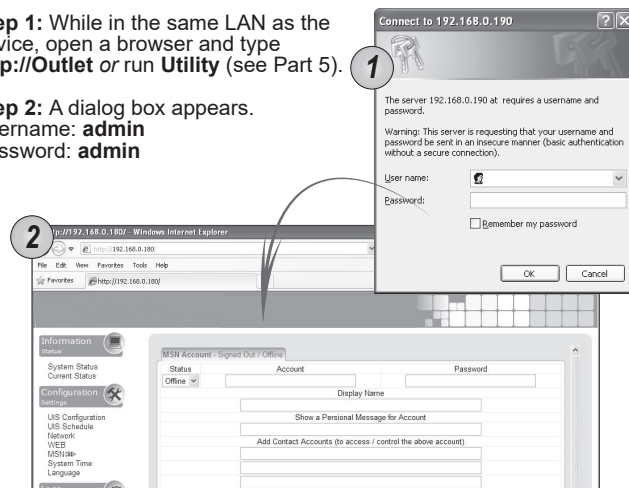 ep 1: While in the same LAN as the
vice, open a browser and type
p://Outlet or run Utility (see Part 5).
ep 2: A dialog box appears.
ername: admin
ssword: admin
Connect to 192.168.0.190
1
The server 192.168.0.190 at requires a username and
password.
Warning: This server is requesting that your username and
password be sent in an insecure manner (basic authentication
without a secure connection).
User name:
Password:
Remember my password
OK Cancel
2
tp://192.168.0.180/ - Windows Internet Explorer
http://192.168.0.180/
File Edit View Favorites Tools Help
Favorites http://192.168.0.180/
Information
Status
System Status
Current Status
Configuration
Settings
UIS Configuration
UIS Schedule
Network
WEB
MSN
System Time
Language
MSN Account - Signed Out / Offline
Status Account Password
Offline
Display Name
Show a Persional Message for Account
Add Contact Accounts (to access / control the above account)